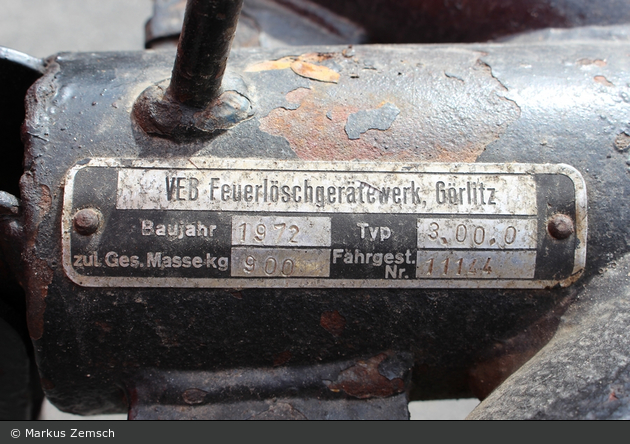 VEB Feuerlöschgerätewerk, Görlitz
Baujahr 1972 Typ 3.00.0
zul. Ges. Masse kg 900 Fahrgest. Nr. 11144
© Markus Zemsch